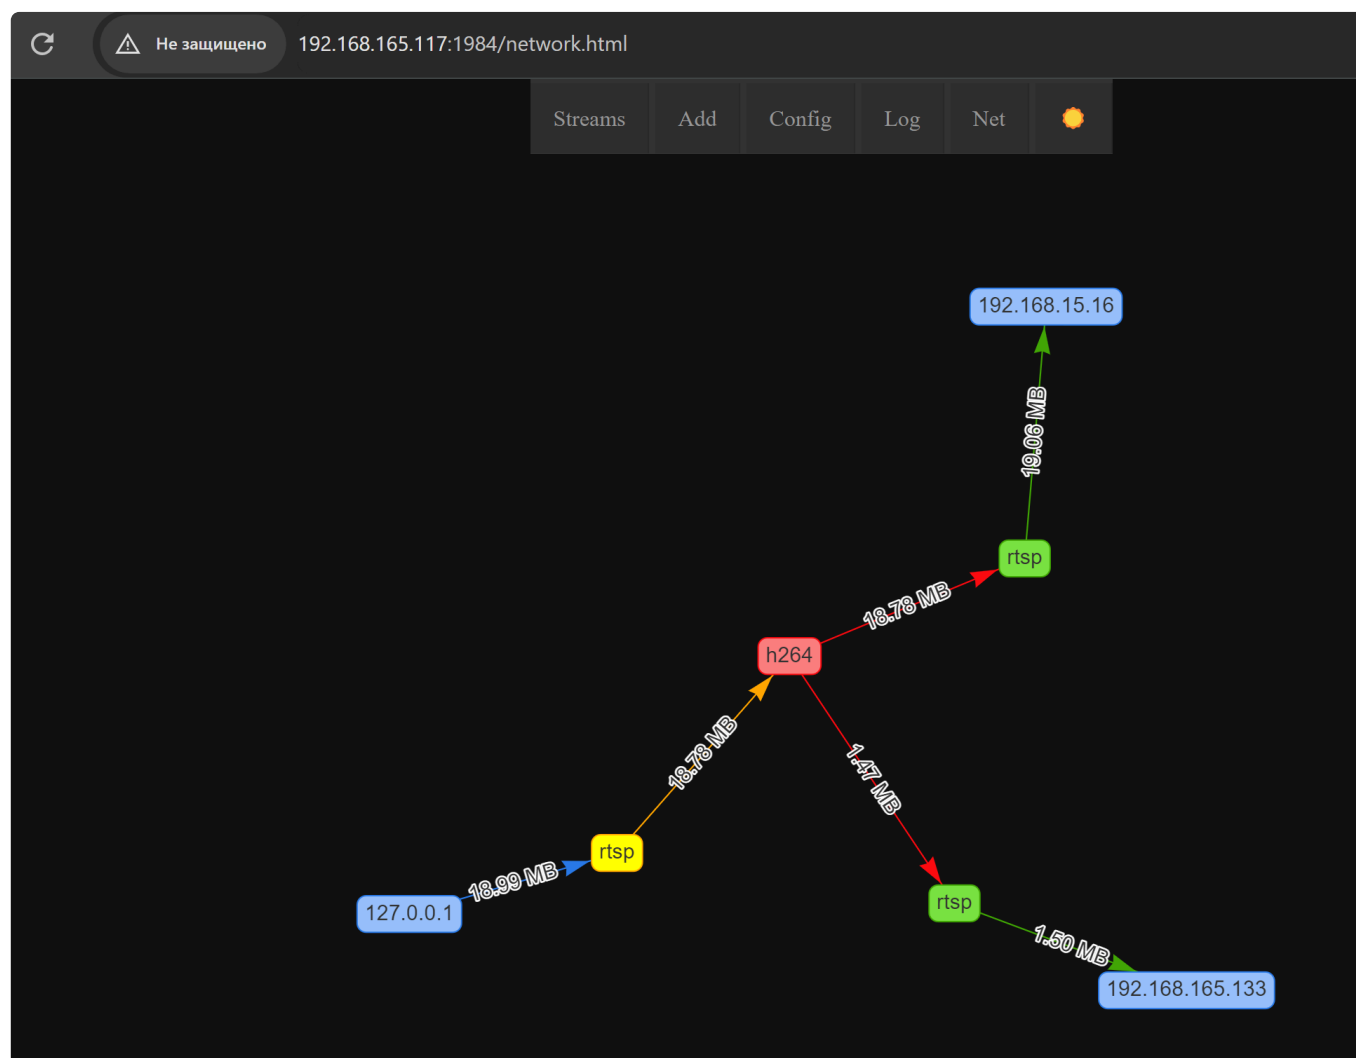 Не защищено 192.168.165.117:1984/network.html
Streams Add Config Log Net
192.168.15.16
19.06 MB
rtsp
18.78 MB
h264
18.78 MB
1.47 MB
rtsp
18.99 MB
127.0.0.1
rtsp
1.50 MB
192.168.165.133